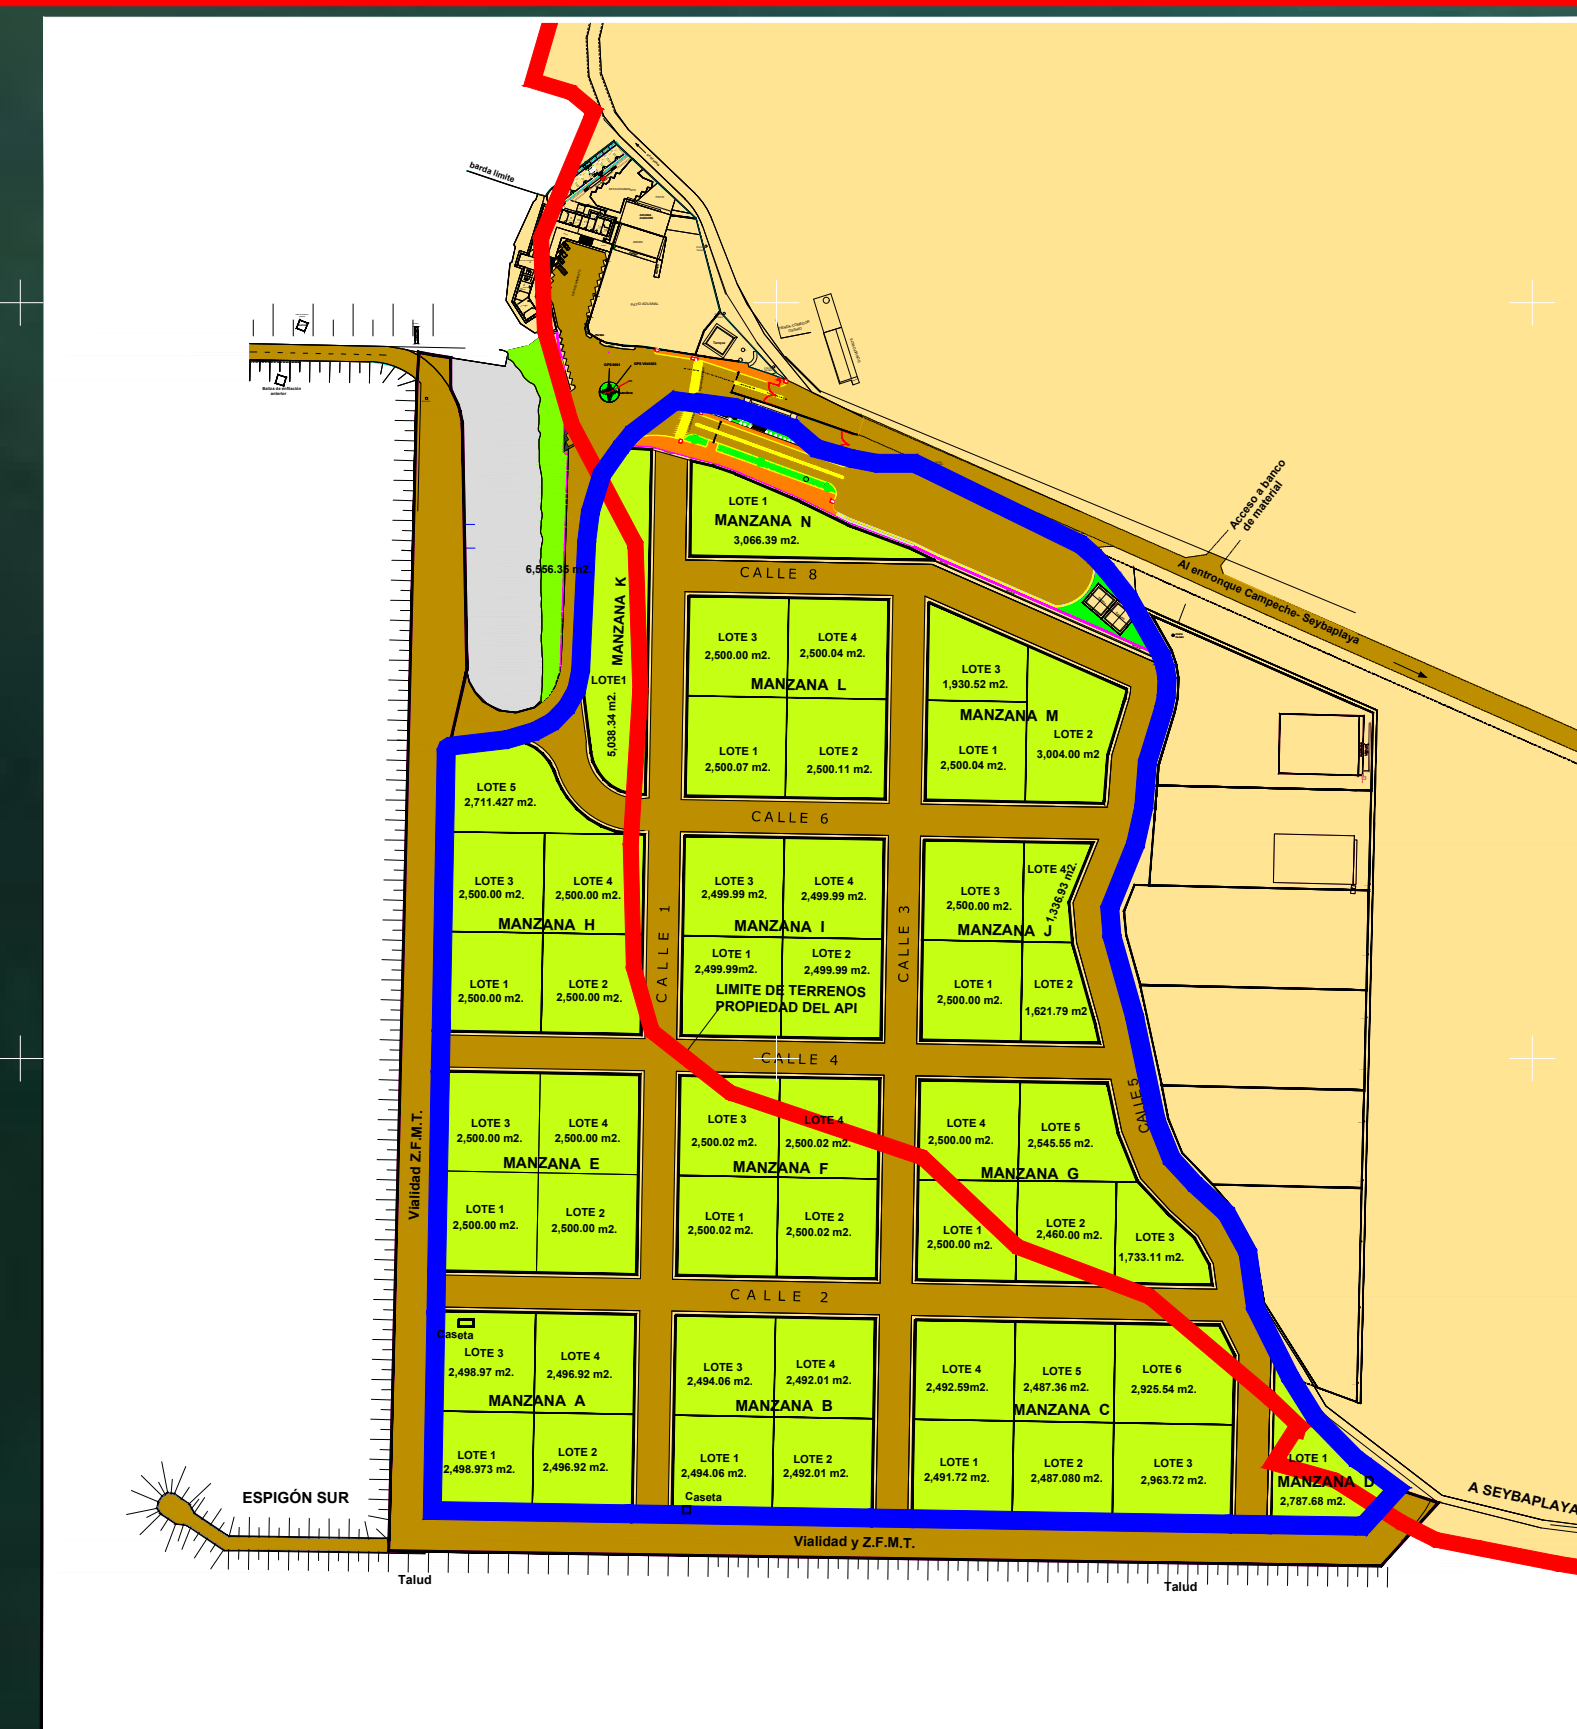 barda limite
Baliza de enfilación
anterior
Acceso a banco
de material
Al entronque Campeche- Seybaplaya
LOTE 1
MANZANA N
3,066.39 m2.
6,556.35 m2.
MANZANA K
LOTE1
5,038.34 m2.
CALLE 8
LOTE 3
2,500.00 m2.
LOTE 4
2,500.04 m2.
MANZANA L
LOTE 1
2,500.07 m2.
LOTE 2
2,500.11 m2.
LOTE 3
1,930.52 m2.
MANZANA M
LOTE 2
3,004.00 m2
LOTE 1
2,500.04 m2.
LOTE 5
2,711.427 m2.
CALLE 6
LOTE 3
2,500.00 m2.
LOTE 4
2,500.00 m2.
MANZANA H
LOTE 1
2,500.00 m2.
LOTE 2
2,500.00 m2.
CALLE 1
LOTE 3
2,499.99 m2.
LOTE 4
2,499.99 m2.
MANZANA I
LOTE 1
2,499.99m2.
LOTE 2
2,499.99 m2.
LIMITE DE TERRENOS
PROPIEDAD DEL API
CALLE 3
LOTE 3
2,500.00 m2.
LOTE 4
1,336.93 m2.
MANZANA J
LOTE 1
2,500.00 m2.
LOTE 2
1,621.79 m2
CALLE 4
CALLE 5
Vialidad Z.F.M.T.
LOTE 3
2,500.00 m2.
LOTE 4
2,500.00 m2.
MANZANA E
LOTE 1
2,500.00 m2.
LOTE 2
2,500.00 m2.
LOTE 3
2,500.02 m2.
LOTE 4
2,500.02 m2.
MANZANA F
LOTE 1
2,500.02 m2.
LOTE 2
2,500.02 m2.
LOTE 4
2,500.00 m2.
LOTE 5
2,545.55 m2.
MANZANA G
LOTE 1
2,500.00 m2.
LOTE 2
2,460.00 m2.
LOTE 3
1,733.11 m2.
CALLE 2
Caseta
LOTE 3
2,498.97 m2.
LOTE 4
2,496.92 m2.
MANZANA A
LOTE 1
2,498.973 m2.
LOTE 2
2,496.92 m2.
LOTE 3
2,494.06 m2.
LOTE 4
2,492.01 m2.
MANZANA B
LOTE 1
2,494.06 m2.
LOTE 2
2,492.01 m2.
Caseta
LOTE 4
2,492.59m2.
LOTE 5
2,487.36 m2.
LOTE 6
2,925.54 m2.
MANZANA C
LOTE 1
2,491.72 m2.
LOTE 2
2,487.080 m2.
LOTE 3
2,963.72 m2.
LOTE 1
MANZANA D
2,787.68 m2.
A SEYBAPLAYA
ESPIGÓN SUR
Vialidad y Z.F.M.T.
Talud
Talud